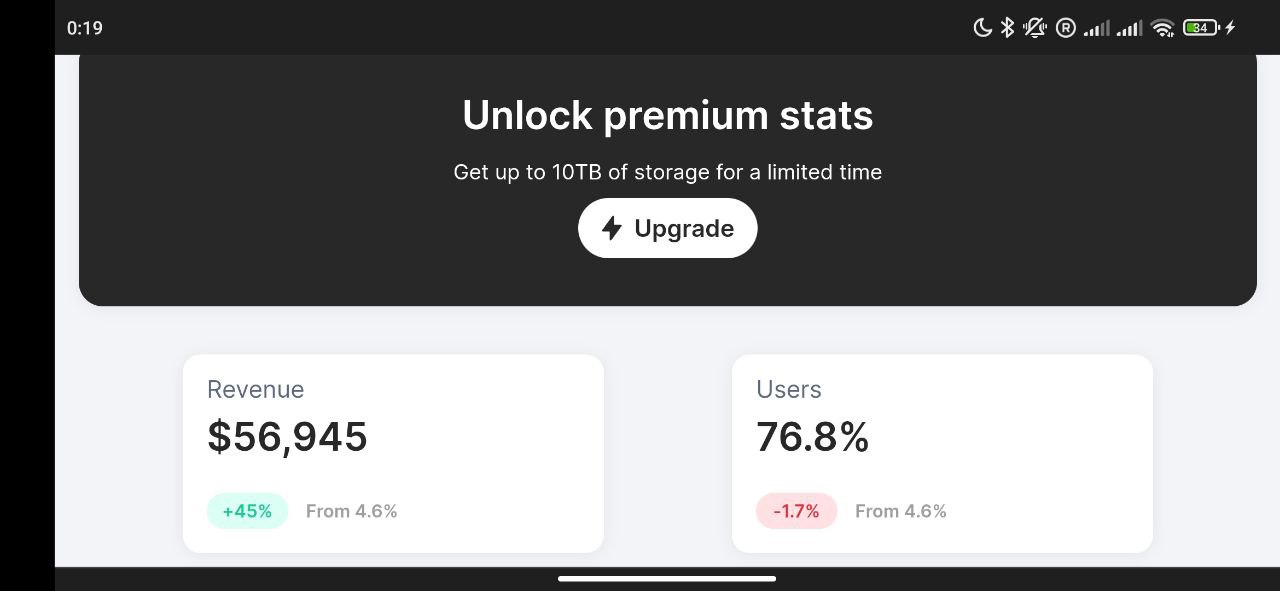 0:19
R
34
Unlock premium stats
Get up to 10TB of storage for a limited time
Upgrade
Revenue
$56,945
+45% From 4.6%
Users
76.8%
-1.7% From 4.6%